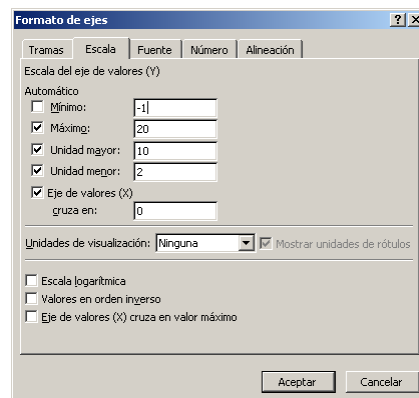 Formato de ejes
Tramas Escala Fuente Número Alineación
Escala del eje de valores (Y)
Automático
Mínimo: -1
Máximo: 20
Unidad mayor: 10
Unidad menor: 2
Eje de valores (X)
cruza en: 0
Unidades de visualización: Ninguna Mostrar unidades de rótulos
Escala logarítmica
Valores en orden inverso
Eje de valores (X) cruza en valor máximo
Aceptar Cancelar